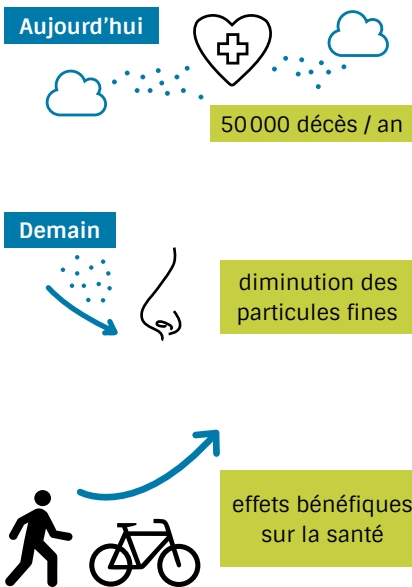 Aujourd'hui
50 000 décès / an
Demain
diminution des
particules fines
effets bénéfiques
sur la santé